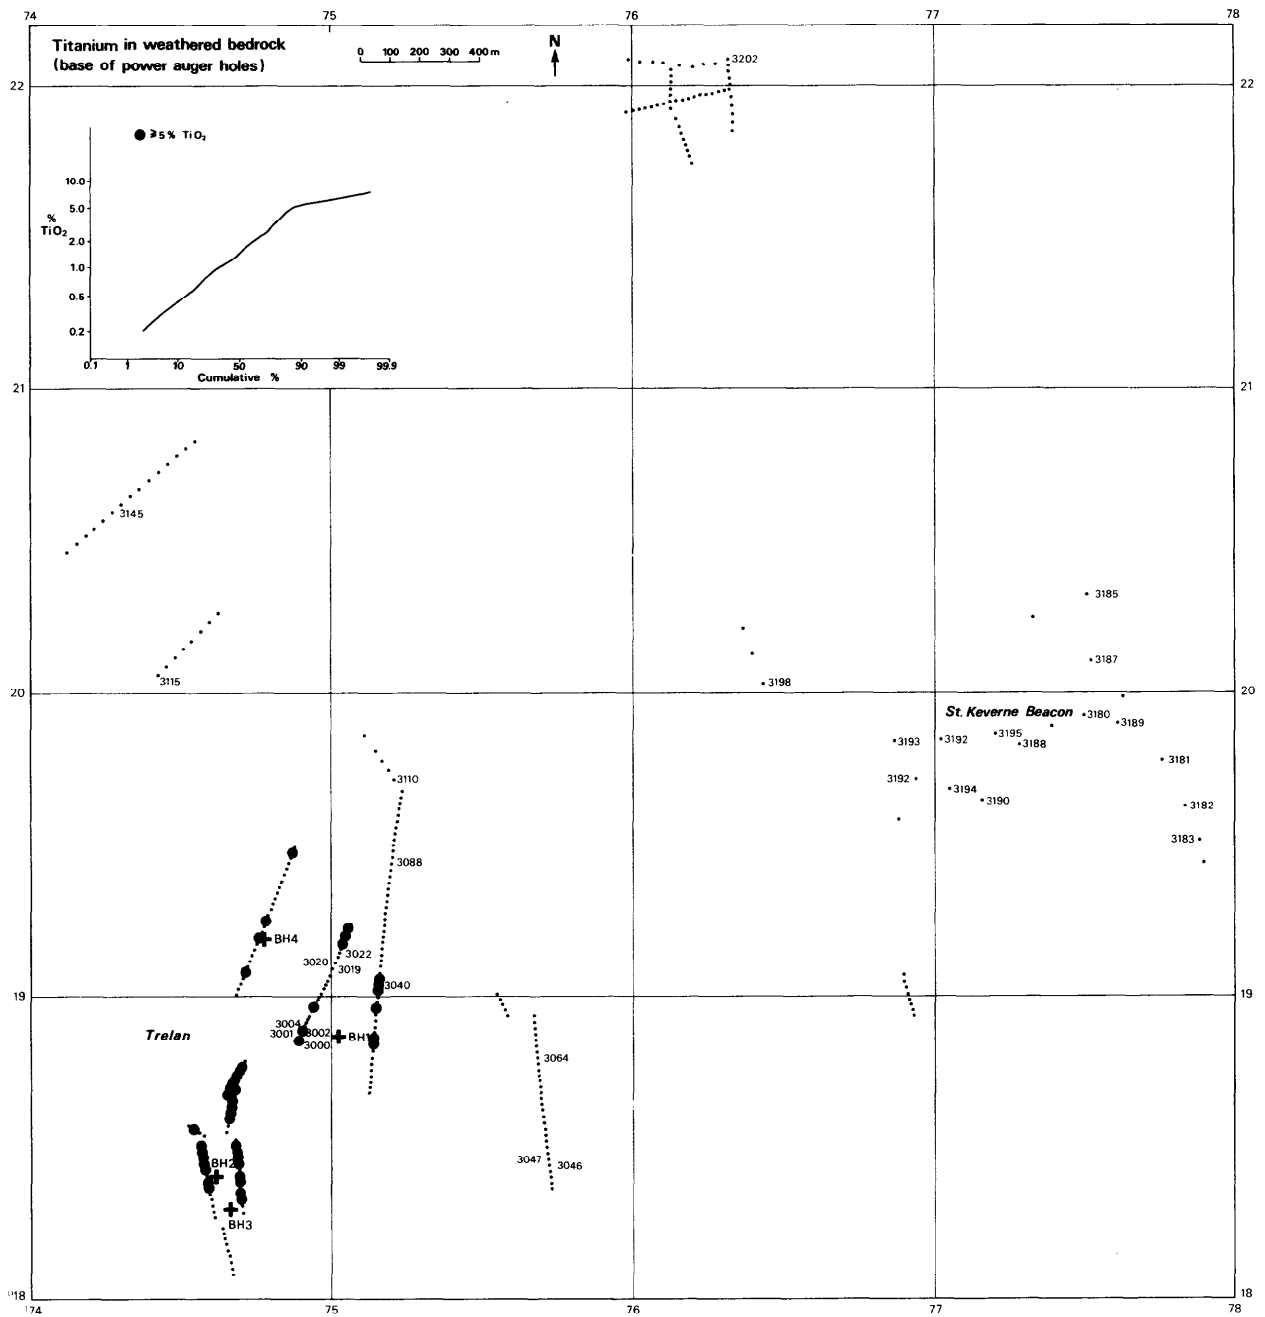 74 75 76 77 78
Titanium in weathered bedrock
(base of power auger holes)
0 100 200 300 400m
N
3202
22 22
⩾5% TiO₂
10.0
5.0
%
TiO₂
2.0
1.0
0.5
0.2
0.1 1 10 50 90 99 99.9
Cumulative %
21 21
3145
3185
3187
3115
3198
20 20
St. Keverne Beacon
3180
3189
3195
3193
3192
3188
3181
3110
3192
3194
3190
3182
3183
3088
BH4
3022
3020
3019
3040
19 19
3004
3001
3002
3000
BH1
Trelan
3064
BH2
3047
3046
BH3
18 18
74 75 76 77 78